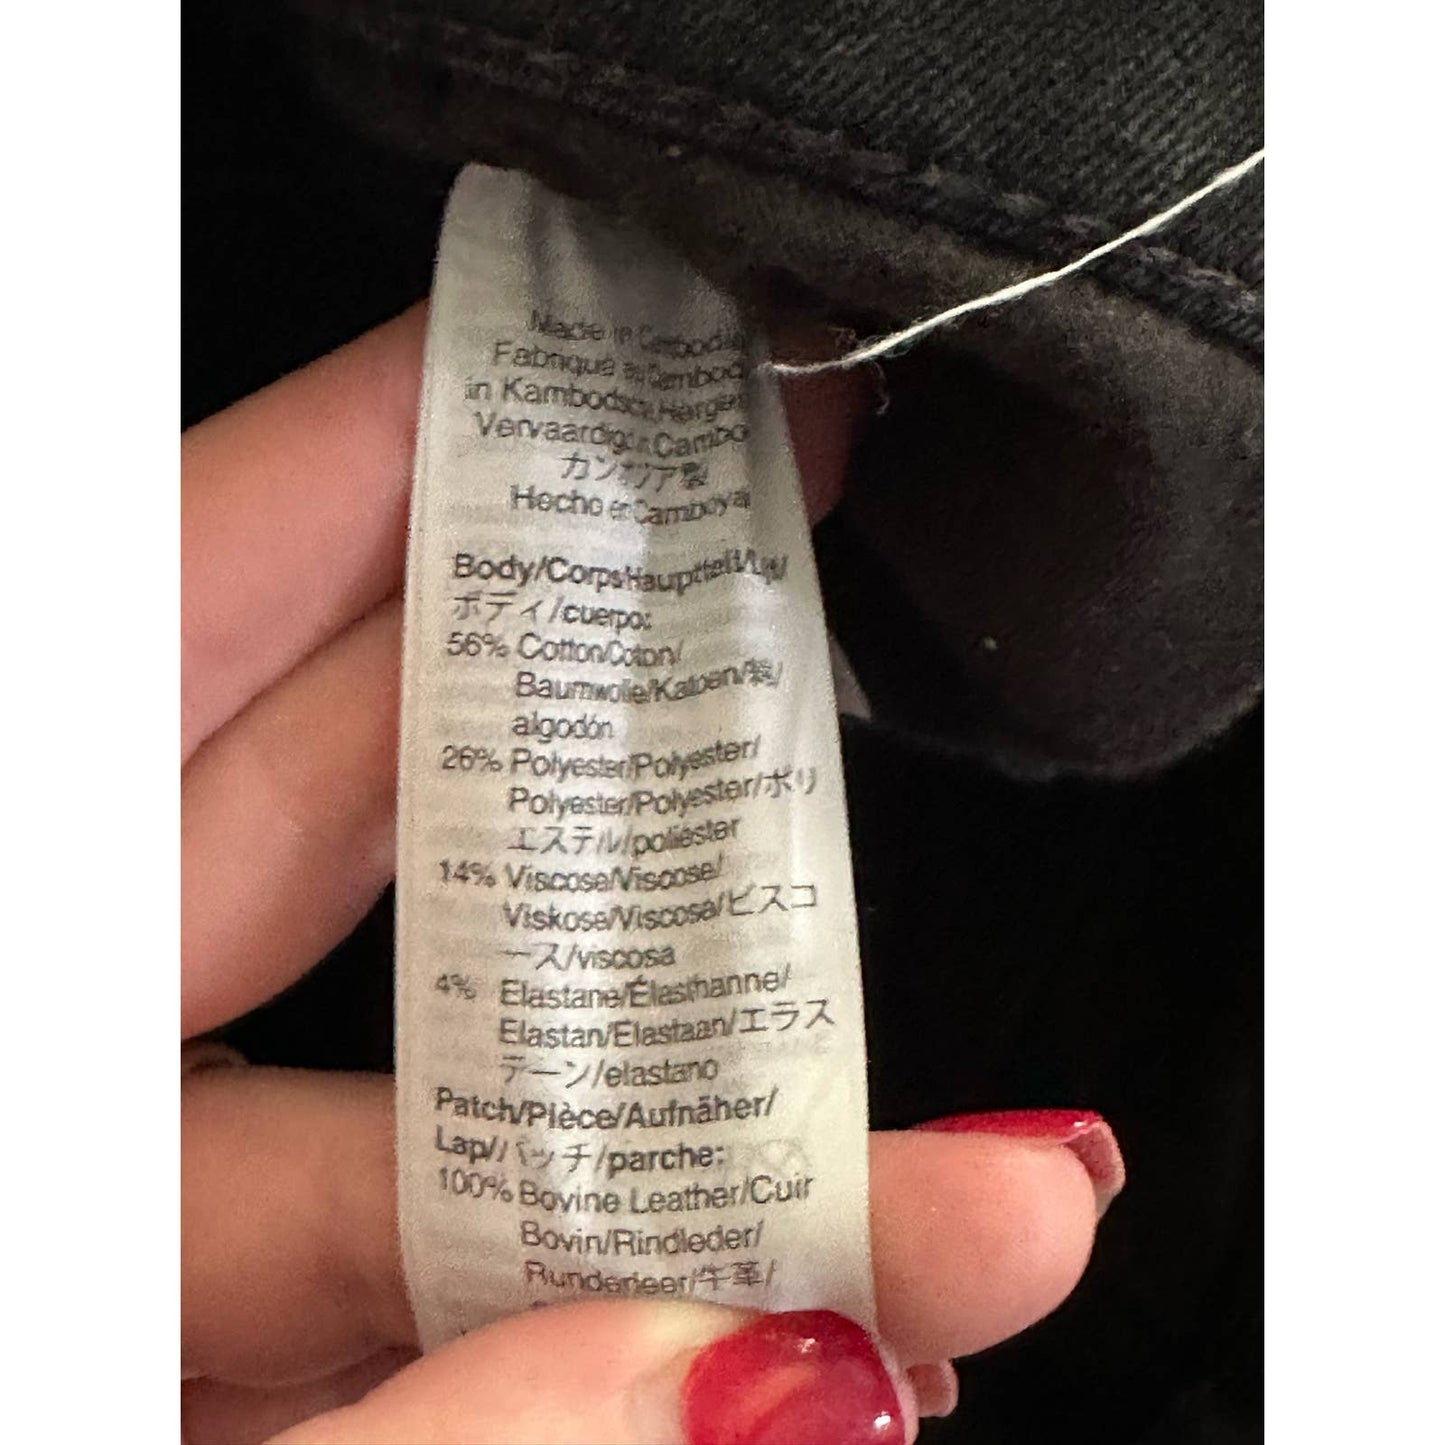 Made in Cambodia
Fabriqué au Cambodge
in Kambodscha Herges
Vervaardigd in Cambo
カンボジア製
Hecho en Camboya
Body/Corps/Hauptteil/Lijf/
ボディ/cuerpo:
56% Cotton/Coton/
Baumwolle/Katoen/綿/
algodón
26% Polyester/Polyester/
Polyester/Polyester/ポリ
エステル/poliéster
14% Viscose/Viscose/
Viskose/Viscose/ビスコ
ース/viscosa
4% Elastane/Élasthanne/
Elastan/Elastaan/エラス
テーン/elastano
Patch/Pièce/Aufnäher/
Lap/パッチ/parche:
100% Bovine Leather/Cuir
Bovin/Rindleder/
Runderleer/牛革/